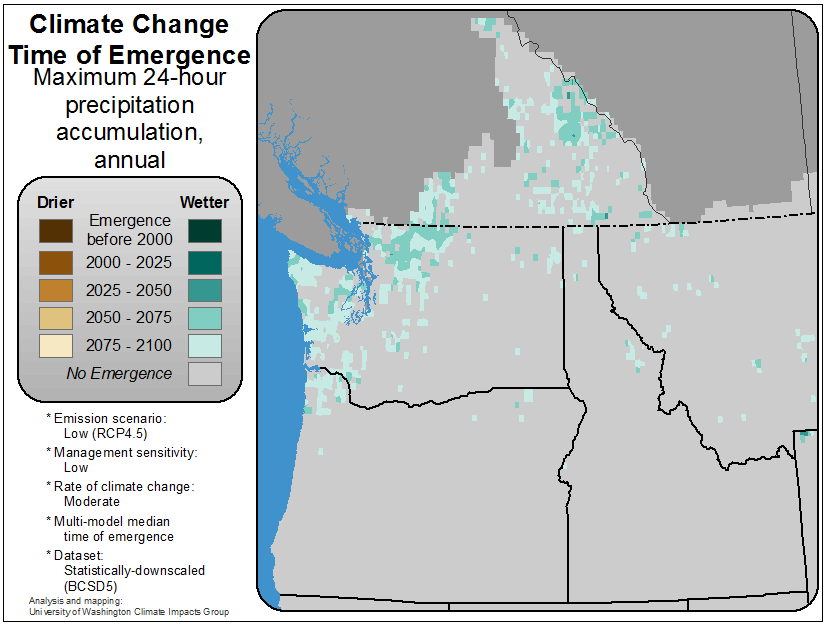 Climate Change
Time of Emergence
Maximum 24-hour
precipitation
accumulation,
annual
Drier
Wetter
Emergence
before 2000
2000 - 2025
2025 - 2050
2050 - 2075
2075 - 2100
No Emergence
* Emission scenario:
Low (RCP4.5)
* Management sensitivity:
Low
* Rate of climate change:
Moderate
* Multi-model median
time of emergence
* Dataset:
Statistically-downscaled
(BCSD5)
Analysis and mapping:
University of Washington Climate Impacts Group